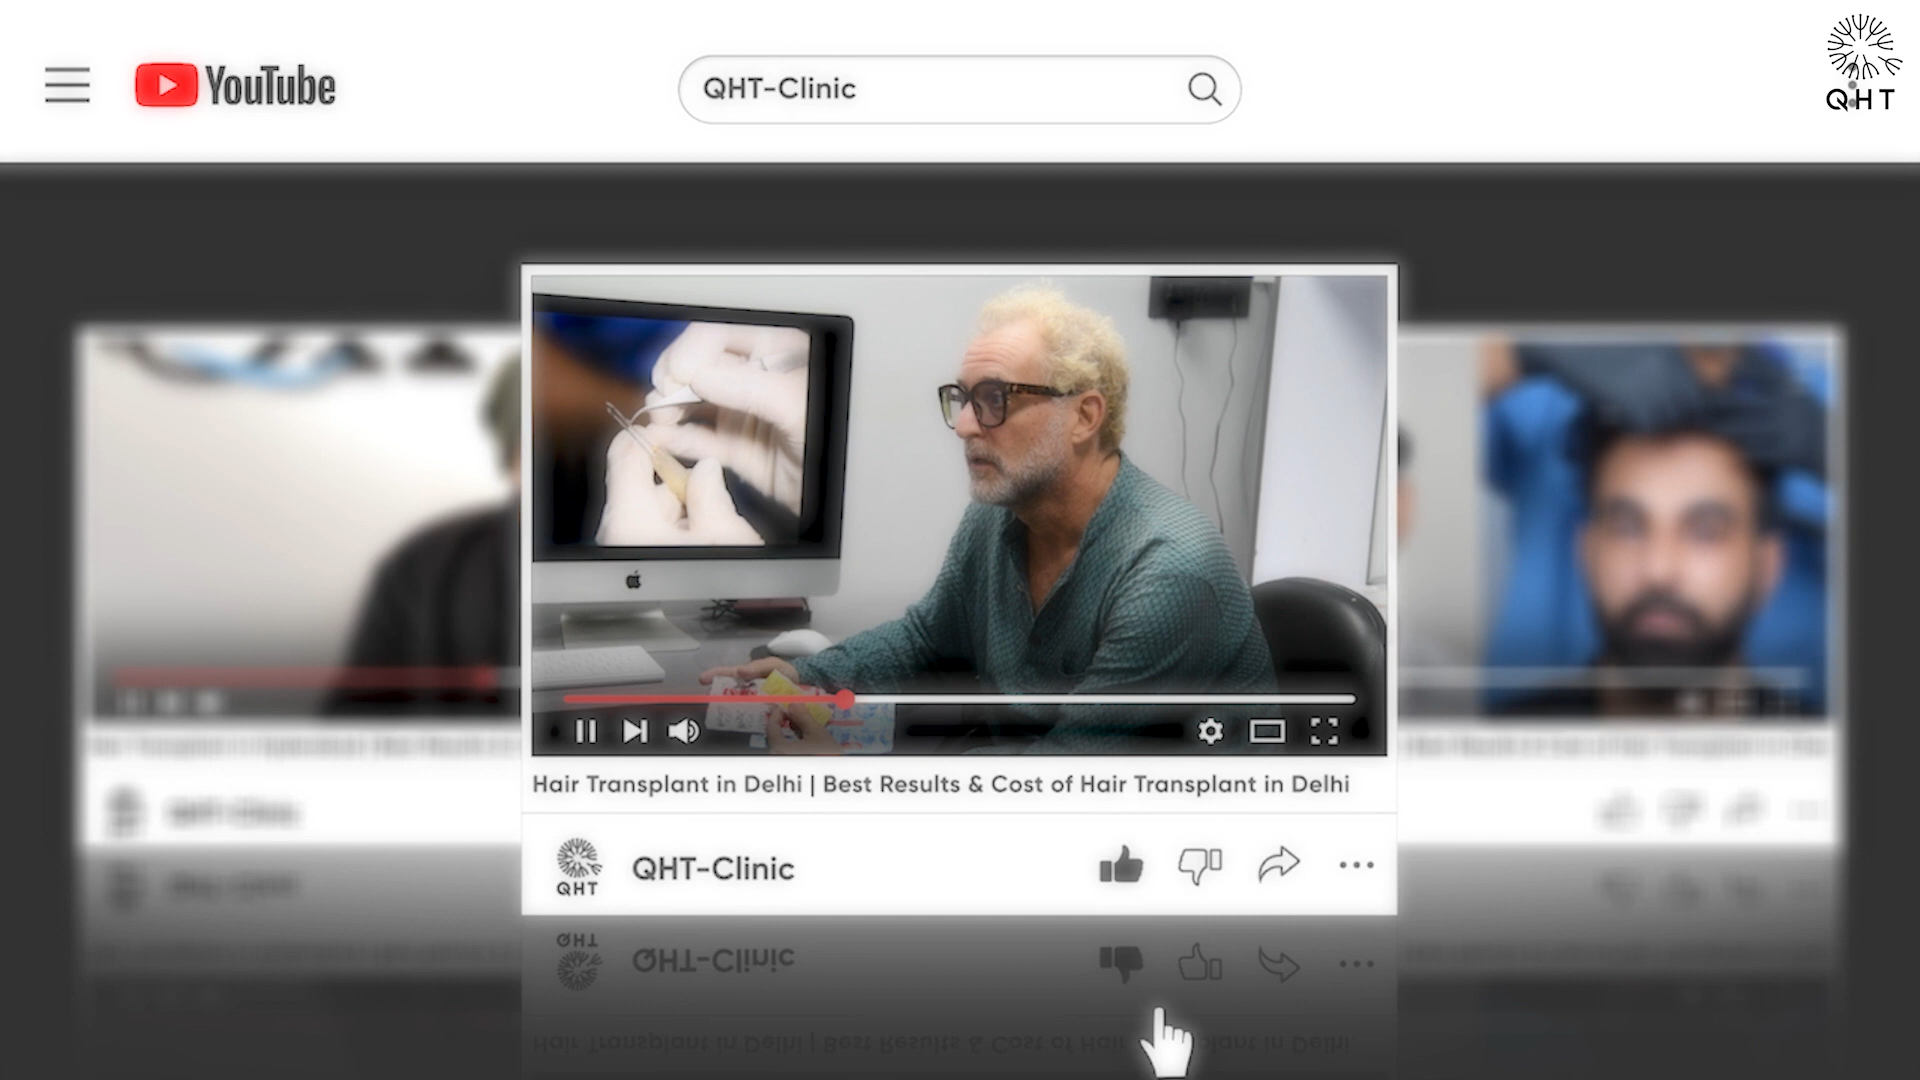 YouTube
QHT-Clinic
QHT
Hair Transplant in Delhi | Best Results & Cost of Hair Transplant in Delhi
QHT
QHT-Clinic